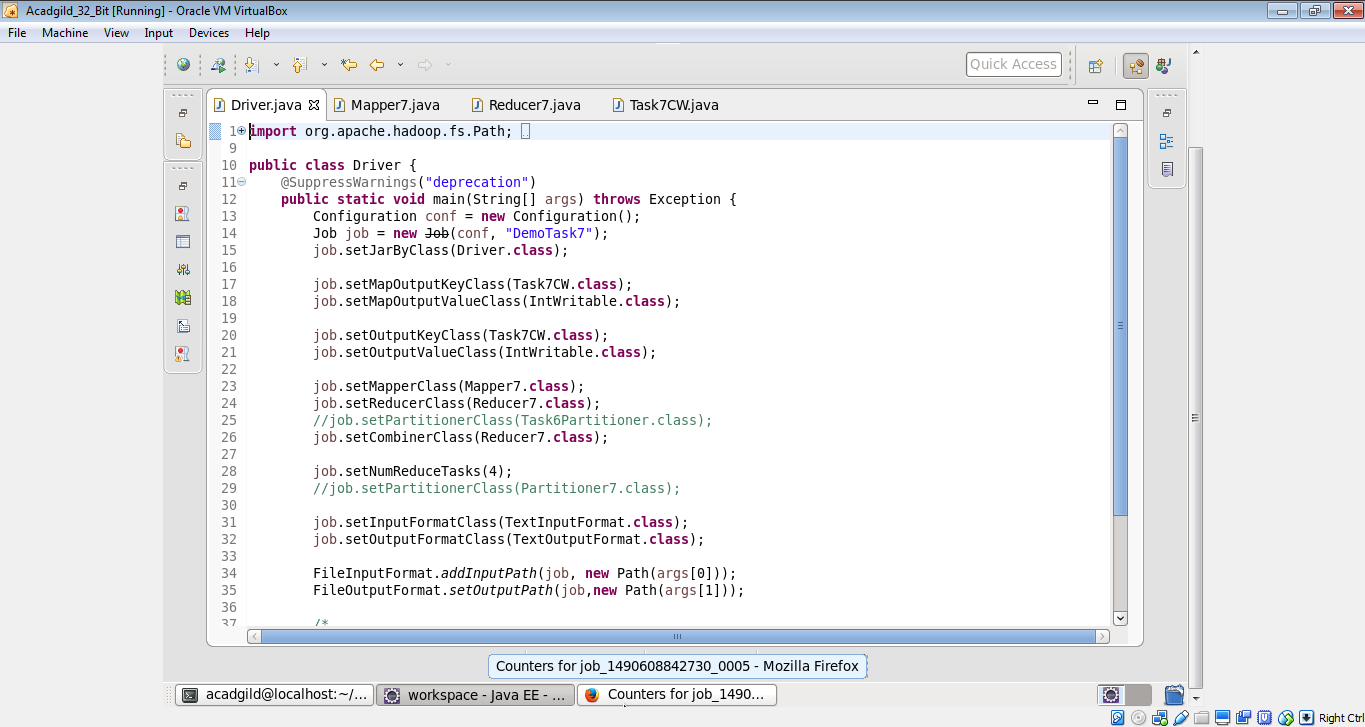 Acadgild_32_Bit [Running] - Oracle VM VirtualBox
File Machine View Input Devices Help
Quick Access
Driver.java Mapper7.java Reducer7.java Task7CW.java
1 import org.apache.hadoop.fs.Path;
9
10 public class Driver {
11 @SuppressWarnings("deprecation")
12 public static void main(String[] args) throws Exception {
13 Configuration conf = new Configuration();
14 Job job = new Job(conf, "DemoTask7");
15 job.setJarByClass(Driver.class);
16
17 job.setMapOutputKeyClass(Task7CW.class);
18 job.setMapOutputValueClass(IntWritable.class);
19
20 job.setOutputKeyClass(Task7CW.class);
21 job.setOutputValueClass(IntWritable.class);
22
23 job.setMapperClass(Mapper7.class);
24 job.setReducerClass(Reducer7.class);
25 //job.setPartitionerClass(Task6Partitioner.class);
26 job.setCombinerClass(Reducer7.class);
27
28 job.setNumReduceTasks(4);
29 //job.setPartitionerClass(Partitioner7.class);
30
31 job.setInputFormatClass(TextInputFormat.class);
32 job.setOutputFormatClass(TextOutputFormat.class);
33
34 FileInputFormat.addInputPath(job, new Path(args[0]));
35 FileOutputFormat.setOutputPath(job,new Path(args[1]));
36
37 /*
Counters for job_1490608842730_0005 - Mozilla Firefox
acadgild@localhost:~/... workspace - Java EE - ... Counters for job_1490...
Right Ctrl